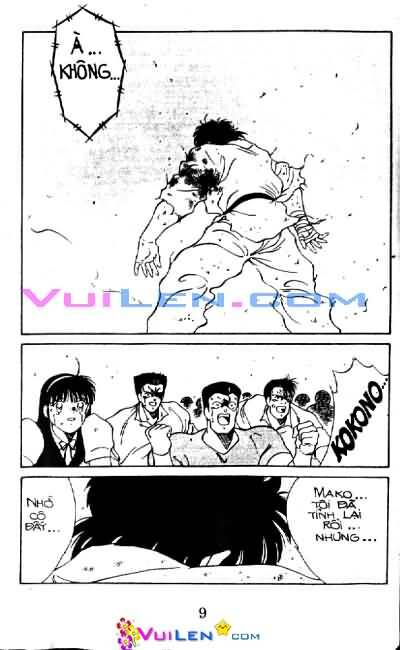 À...
KHÔNG...
VUILEN.COM
KOKONO...
MAKO...
TÔI ĐÃ
TỈNH LẠI
RỒI...
NHƯNG...
NHỜ
CÔ
ĐẤY...
9
VUILEN
.COM